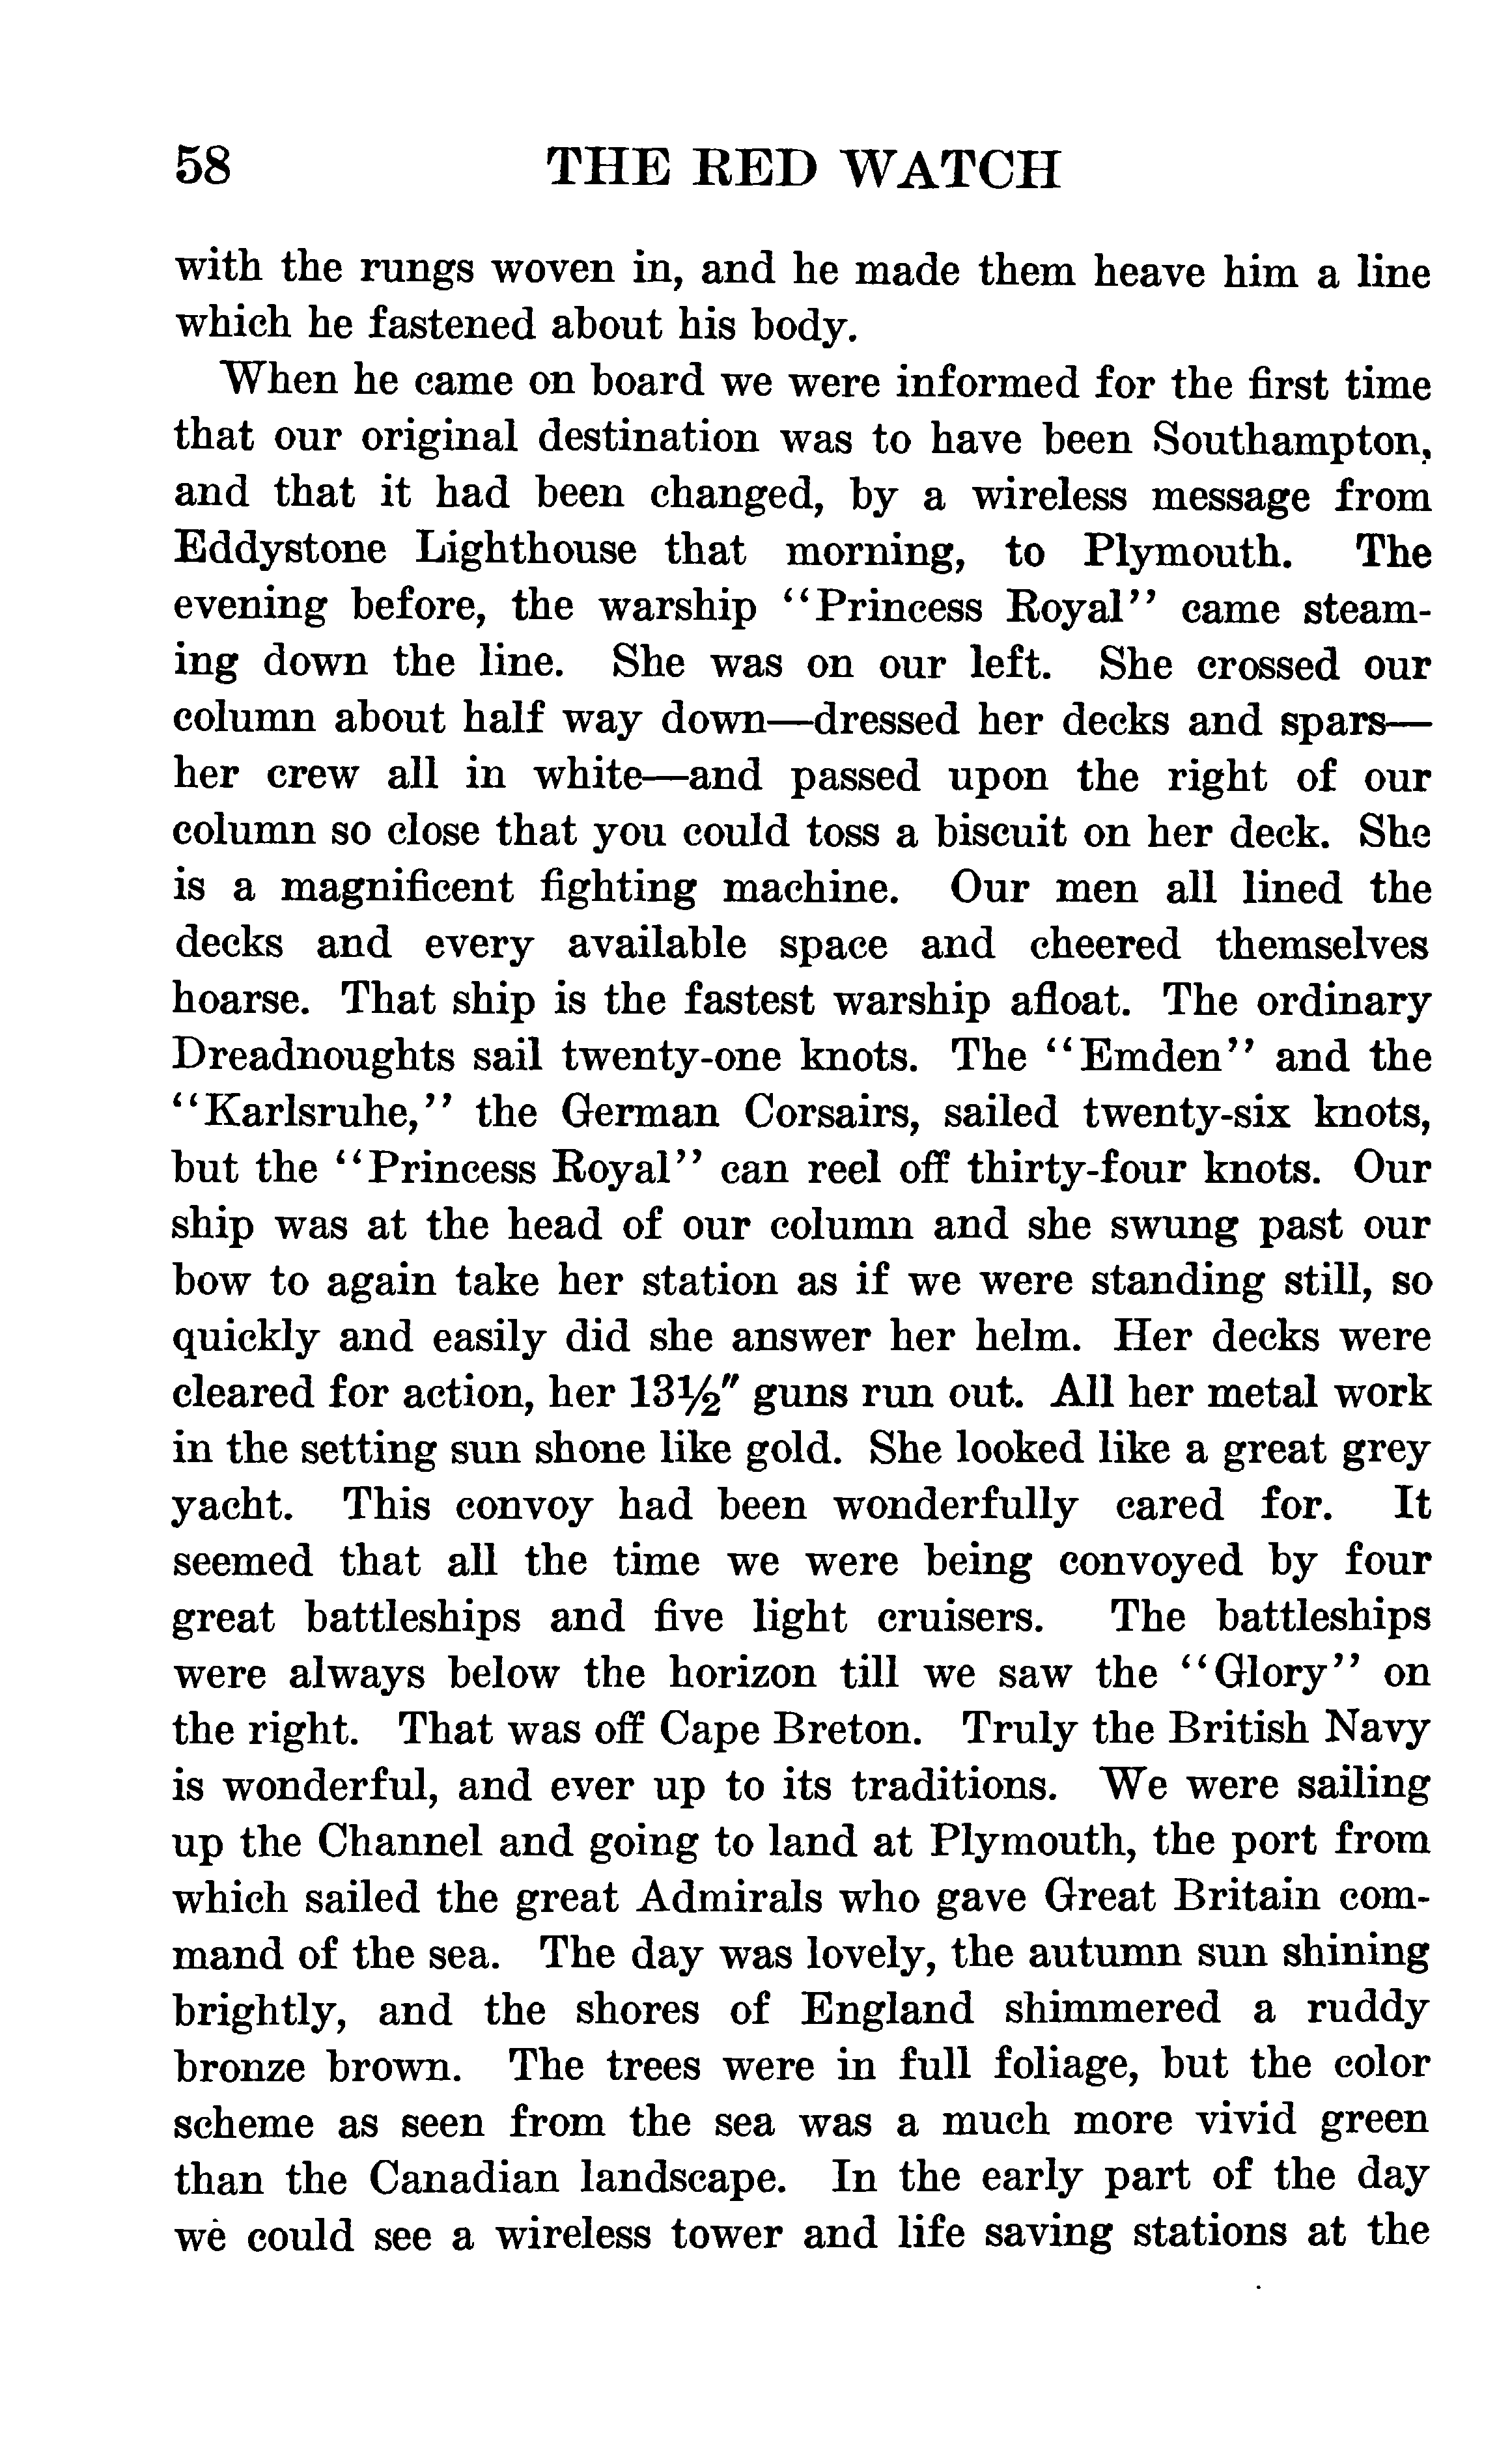 58 THE RED WATCH
with the rungs woven in, and he made them heave him a line
which he fastened about his body.
When he came on board we were informed for the first time
that our original destination was to have been Southampton,
and that it had been changed, by a wireless message from
Eddystone Lighthouse that morning, to Plymouth. The
evening before, the warship "Princess Royal" came steam-
ing down the line. She was on our left. She crossed our
column about half way down—dressed her decks and spars—
her crew all in white—and passed upon the right of our
column so close that you could toss a biscuit on her deck. She
is a magnificent fighting machine. Our men all lined the
decks and every available space and cheered themselves
hoarse. That ship is the fastest warship afloat. The ordinary
Dreadnoughts sail twenty-one knots. The "Emden" and the
"Karlsruhe," the German Corsairs, sailed twenty-six knots,
but the "Princess Royal" can reel off thirty-four knots. Our
ship was at the head of our column and she swung past our
bow to again take her station as if we were standing still, so
quickly and easily did she answer her helm. Her decks were
cleared for action, her 13½" guns run out. All her metal work
in the setting sun shone like gold. She looked like a great grey
yacht. This convoy had been wonderfully cared for. It
seemed that all the time we were being convoyed by four
great battleships and five light cruisers. The battleships
were always below the horizon till we saw the "Glory" on
the right. That was off Cape Breton. Truly the British Navy
is wonderful, and ever up to its traditions. We were sailing
up the Channel and going to land at Plymouth, the port from
which sailed the great Admirals who gave Great Britain com-
mand of the sea. The day was lovely, the autumn sun shining
brightly, and the shores of England shimmered a ruddy
bronze brown. The trees were in full foliage, but the color
scheme as seen from the sea was a much more vivid green
than the Canadian landscape. In the early part of the day
we could see a wireless tower and life saving stations at the